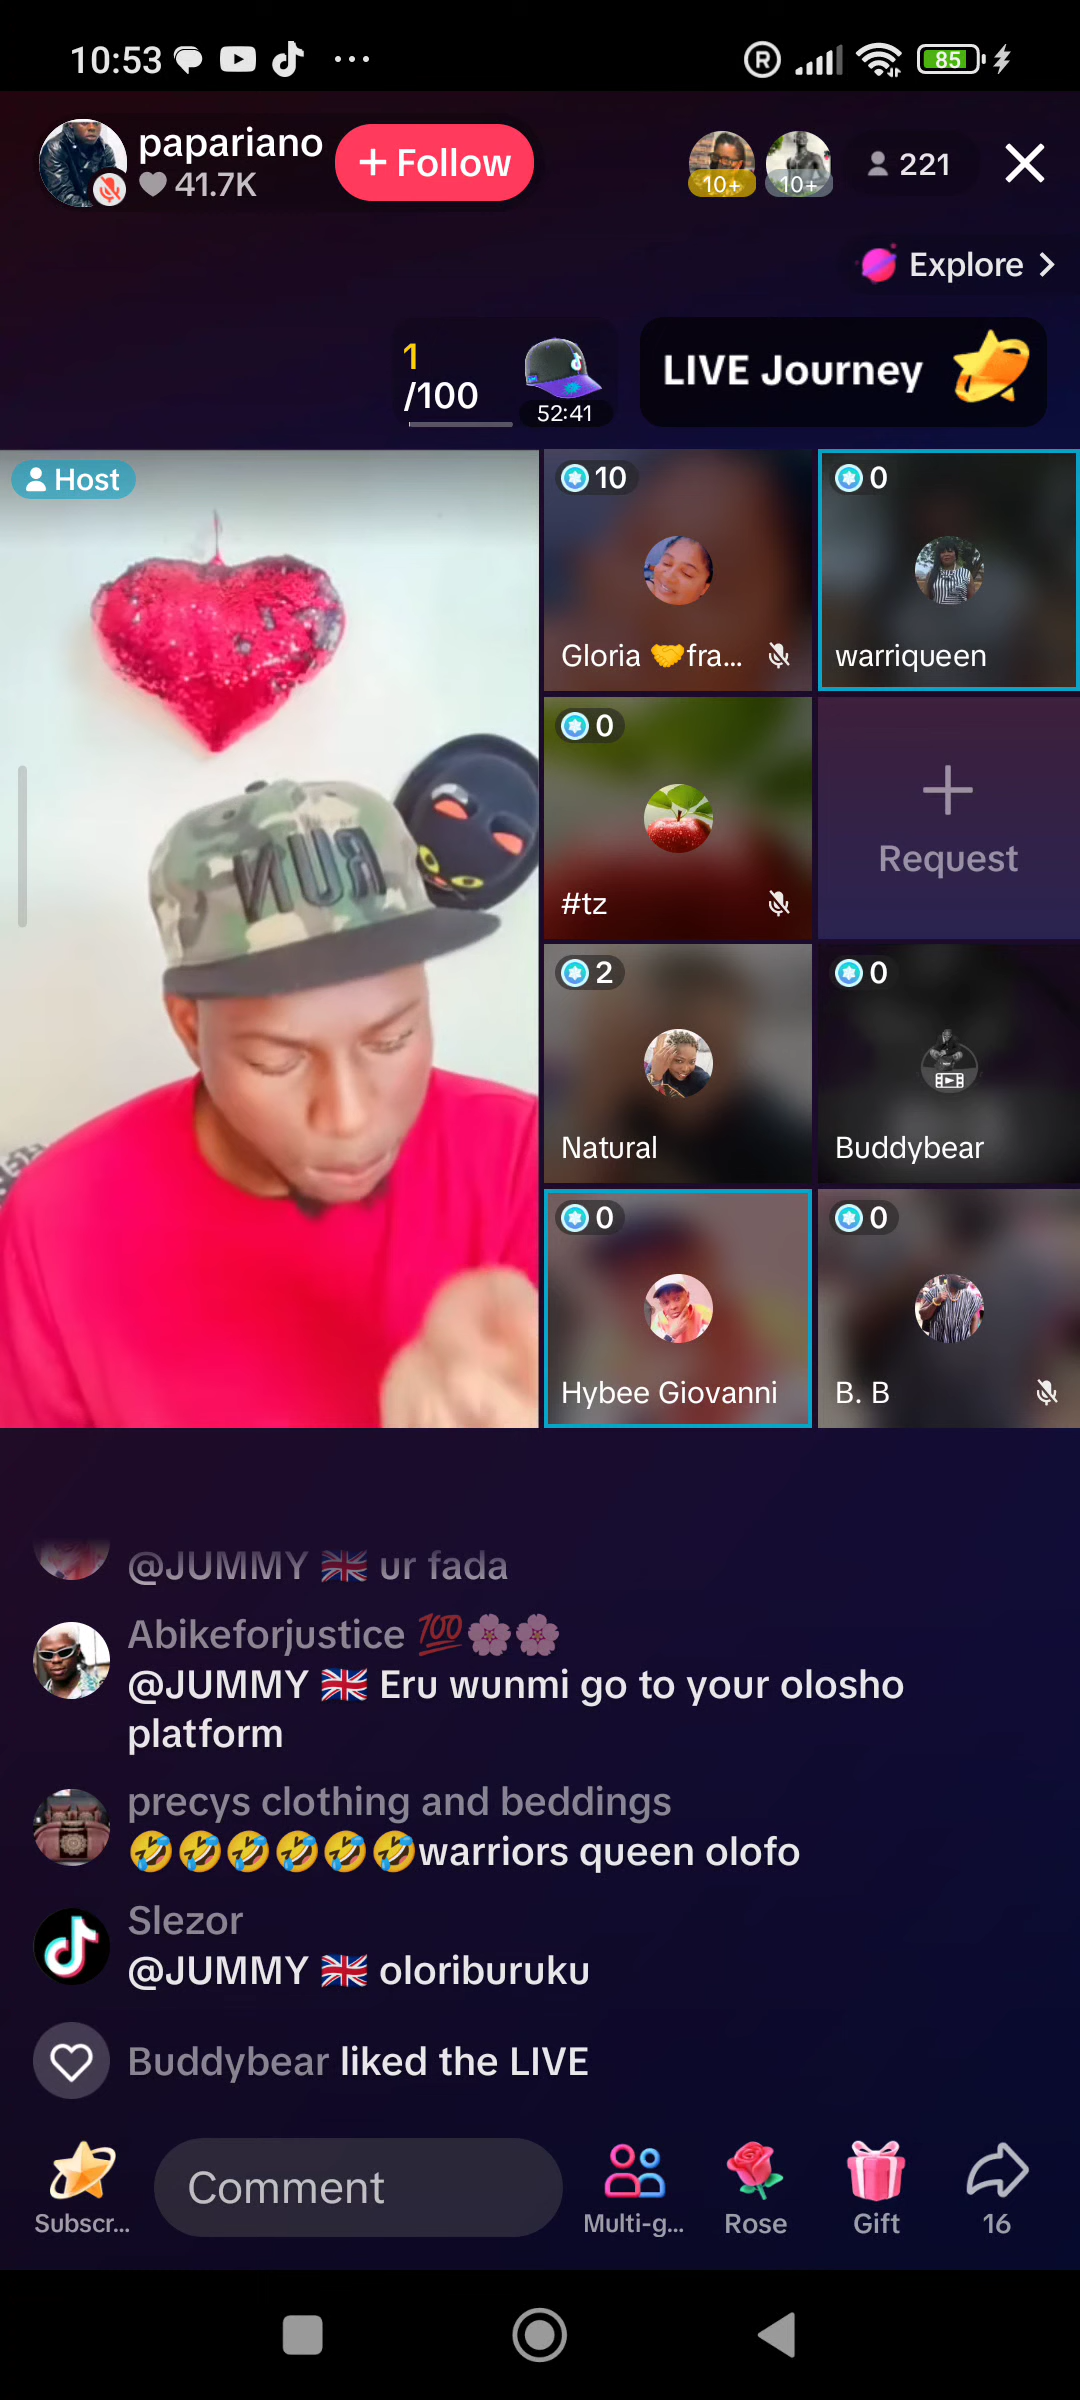 10:53
R
85
papariano
41.7K
+ Follow
10+
10+
221
Explore
1
/100
52:41
LIVE Journey
Host
10
0
Gloria 🤝fra...
warriqueen
0
#tz
Request
2
0
Natural
Buddybear
0
0
Hybee Giovanni
B. B
@JUMMY 🇬🇧 ur fada
Abikeforjustice 💯🌸🌸
@JUMMY 🇬🇧 Eru wunmi go to your olosho
platform
precys clothing and beddings
🤣🤣🤣🤣🤣🤣warriors queen olofo
Slezor
@JUMMY 🇬🇧 oloriburuku
Buddybear liked the LIVE
Subscr...
Comment
Multi-g...
Rose
Gift
16
RUN